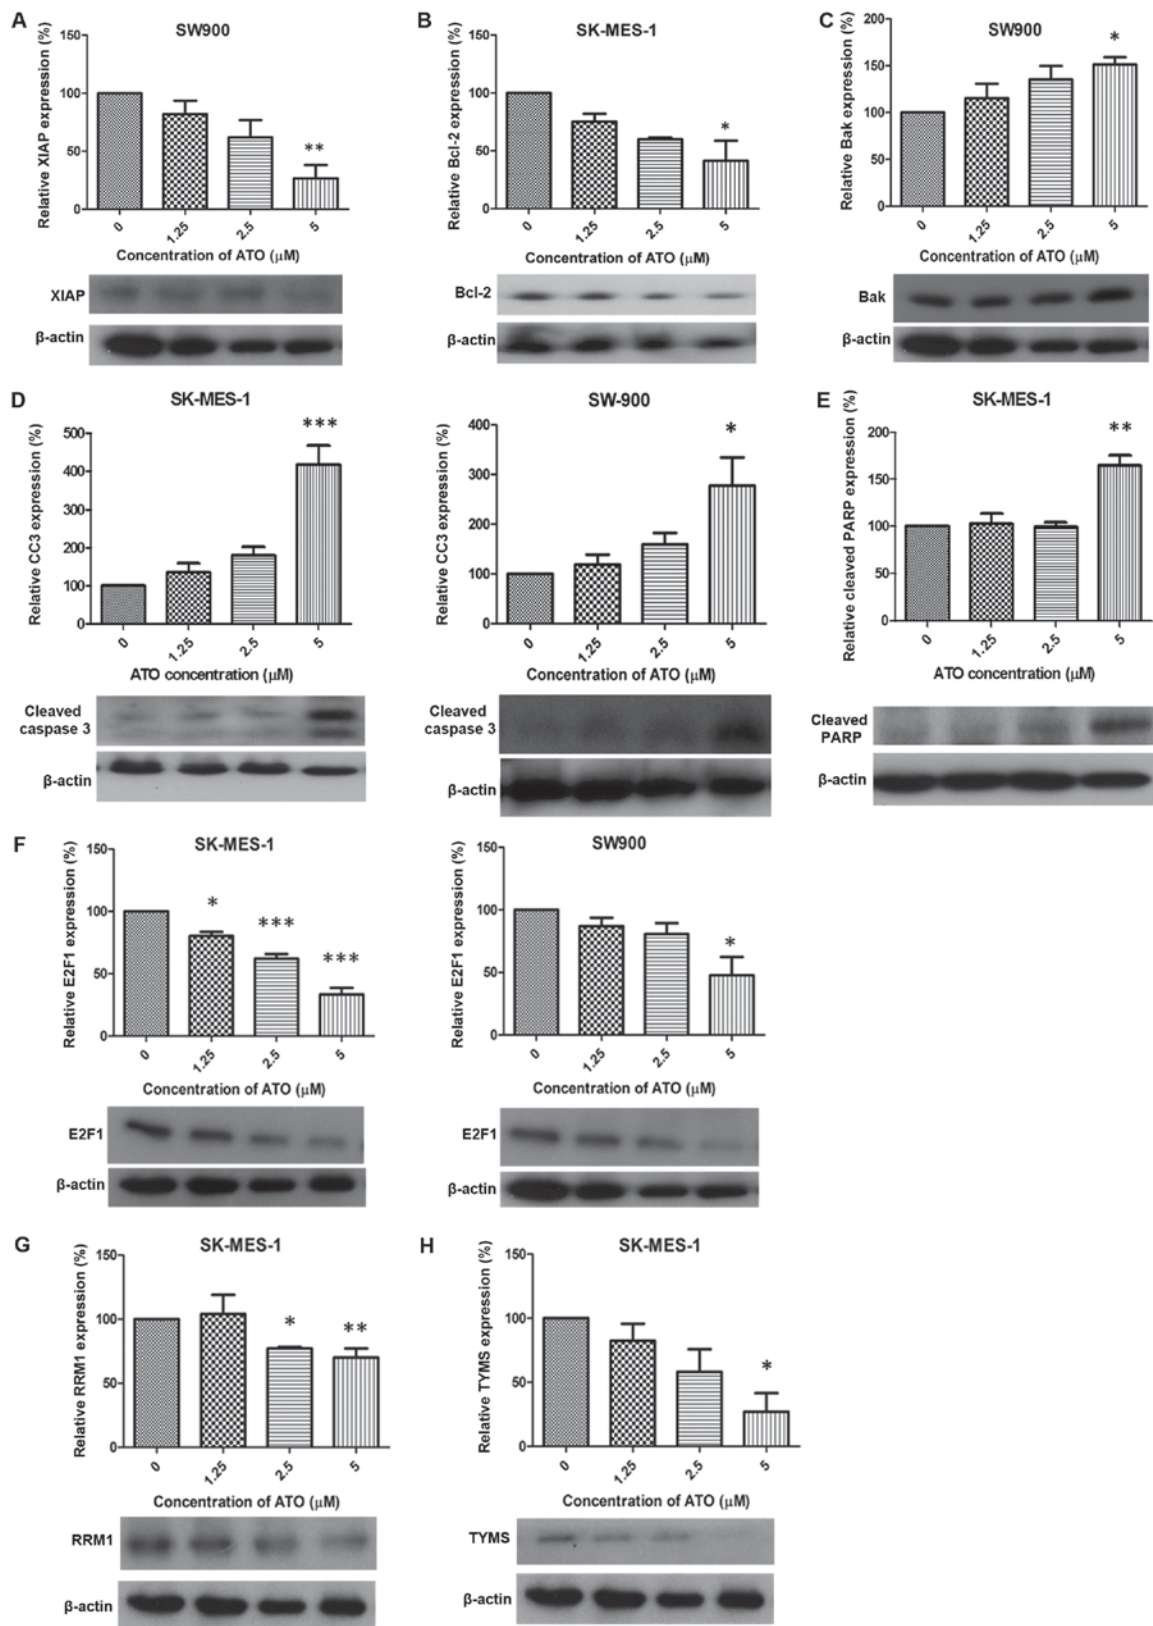 A
SW900
Relative XIAP expression (%)
150
100
50
0
**
0
1.25
2.5
5
Concentration of ATO (μM)
XIAP
β-actin
B
SK-MES-1
Relative Bcl-2 expression (%)
150
100
50
0
*
0
1.25
2.5
5
Concentration of ATO (μM)
Bcl-2
β-actin
C
SW900
Relative Bak expression (%)
200
150
100
50
0
*
0
1.25
2.5
5
Concentration of ATO (μM)
Bak
β-actin
D
SK-MES-1
Relative CC3 expression (%)
500
400
300
200
100
0
***
0
1.25
2.5
5
ATO concentration (μM)
Cleaved
caspase 3
β-actin
SW-900
Relative CC3 expression (%)
400
300
200
100
0
*
0
1.25
2.5
5
Concentration of ATO (μM)
Cleaved
caspase 3
β-actin
E
SK-MES-1
Relative cleaved PARP expression (%)
200
150
100
50
0
**
0
1.25
2.5
5
ATO concentration (μM)
Cleaved
PARP
β-actin
F
SK-MES-1
Relative E2F1 expression (%)
150
100
50
0
*
***
***
0
1.25
2.5
5
Concentration of ATO (μM)
E2F1
β-actin
SW900
Relative E2F1 expression (%)
150
100
50
0
*
0
1.25
2.5
5
Concentration of ATO (μM)
E2F1
β-actin
G
SK-MES-1
Relative RRM1 expression (%)
150
100
50
0
*
**
0
1.25
2.5
5
Concentration of ATO (μM)
RRM1
β-actin
H
SK-MES-1
Relative TYMS expression (%)
150
100
50
0
*
0
1.25
2.5
5
Concentration of ATO (μM)
TYMS
β-actin